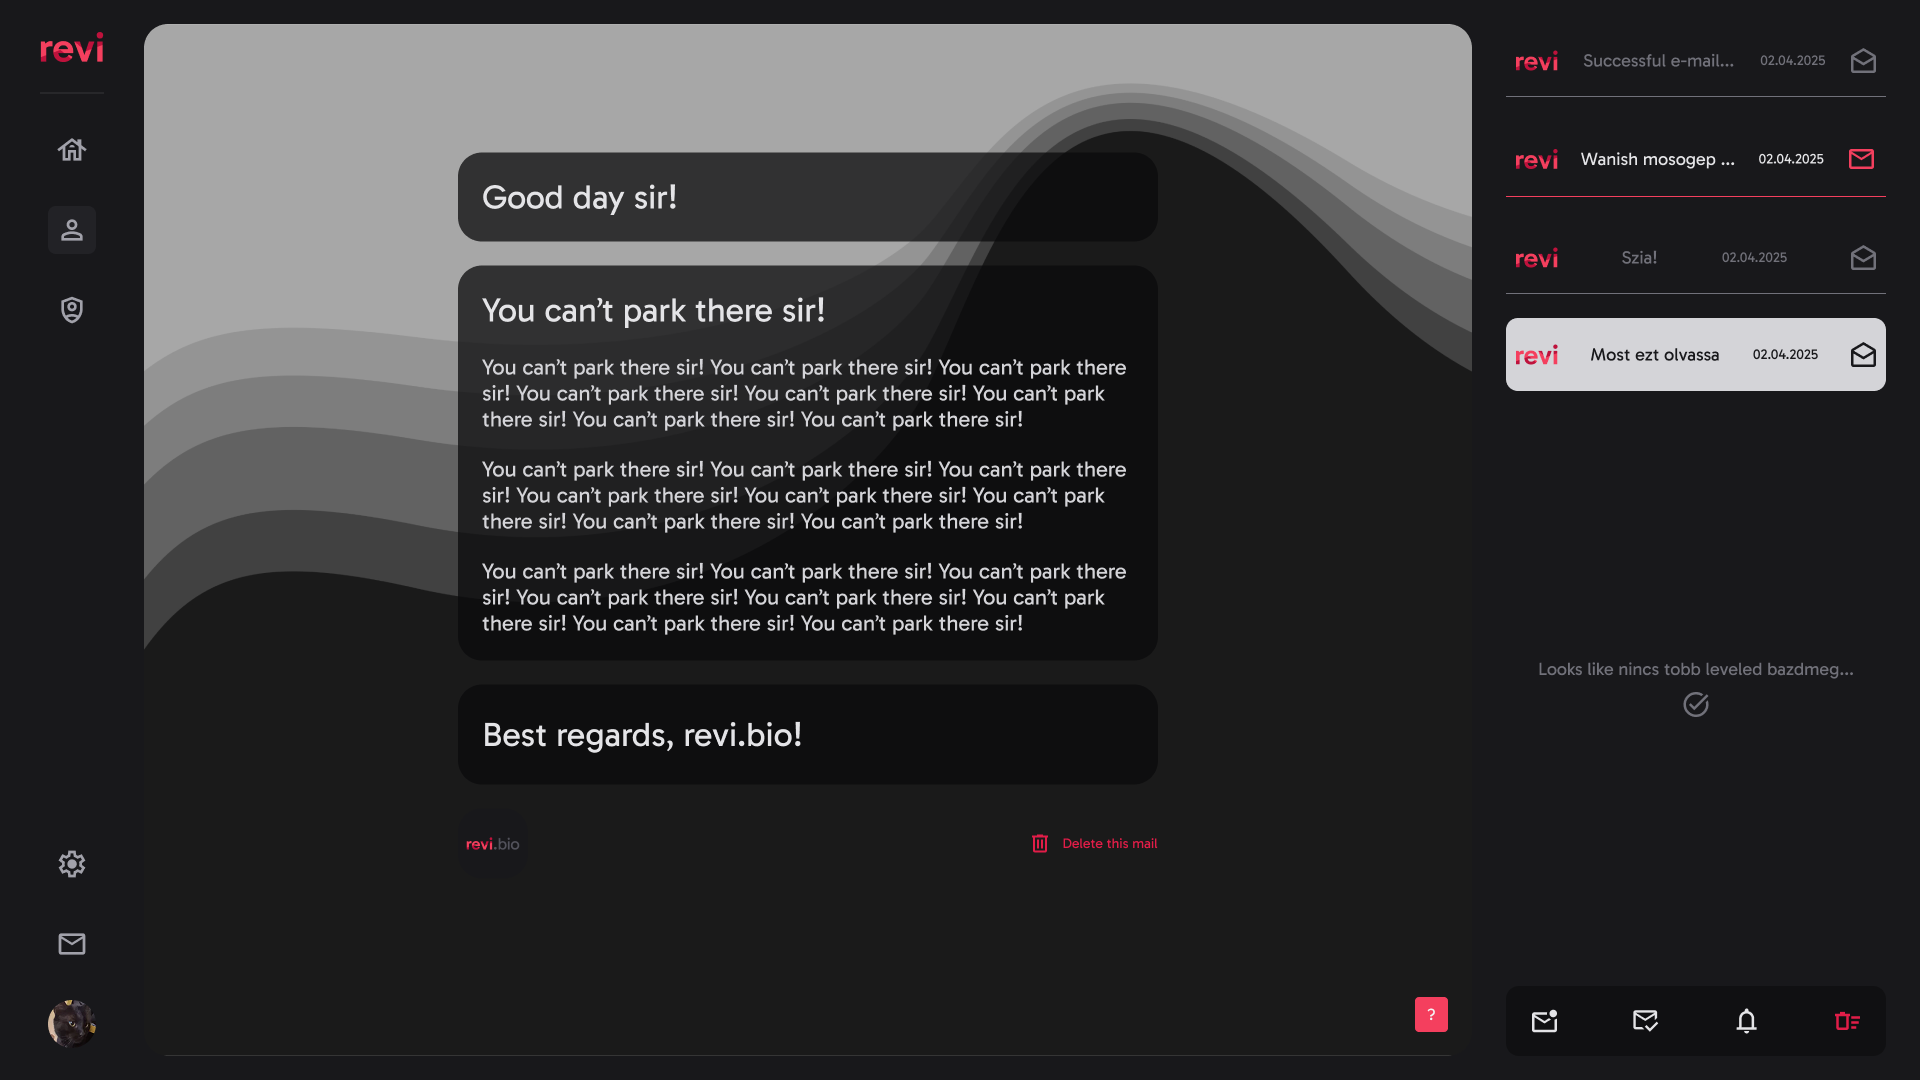 revi
Good day sir!
You can’t park there sir!
You can’t park there sir! You can’t park there sir! You can’t park there
sir! You can’t park there sir! You can’t park there sir! You can’t park
there sir! You can’t park there sir! You can’t park there sir!
You can’t park there sir! You can’t park there sir! You can’t park there
sir! You can’t park there sir! You can’t park there sir! You can’t park
there sir! You can’t park there sir! You can’t park there sir!
You can’t park there sir! You can’t park there sir! You can’t park there
sir! You can’t park there sir! You can’t park there sir! You can’t park
there sir! You can’t park there sir! You can’t park there sir!
Best regards, revi.bio!
revi.bio
Delete this mail
?
revi Successful e-mail... 02.04.2025
revi Wanish mosogep ... 02.04.2025
revi Szia! 02.04.2025
revi Most ezt olvassa 02.04.2025
Looks like nincs tobb leveled bazdmeg...